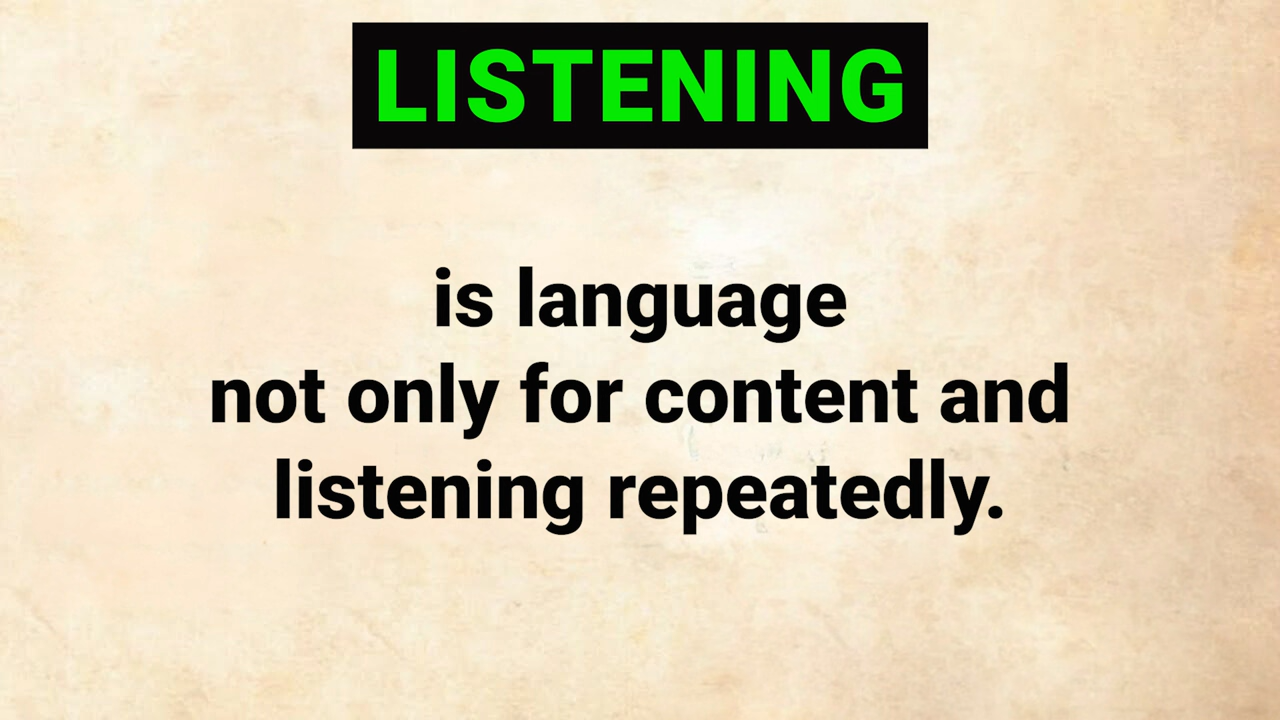 LISTENING
is language
not only for content and
listening repeatedly.